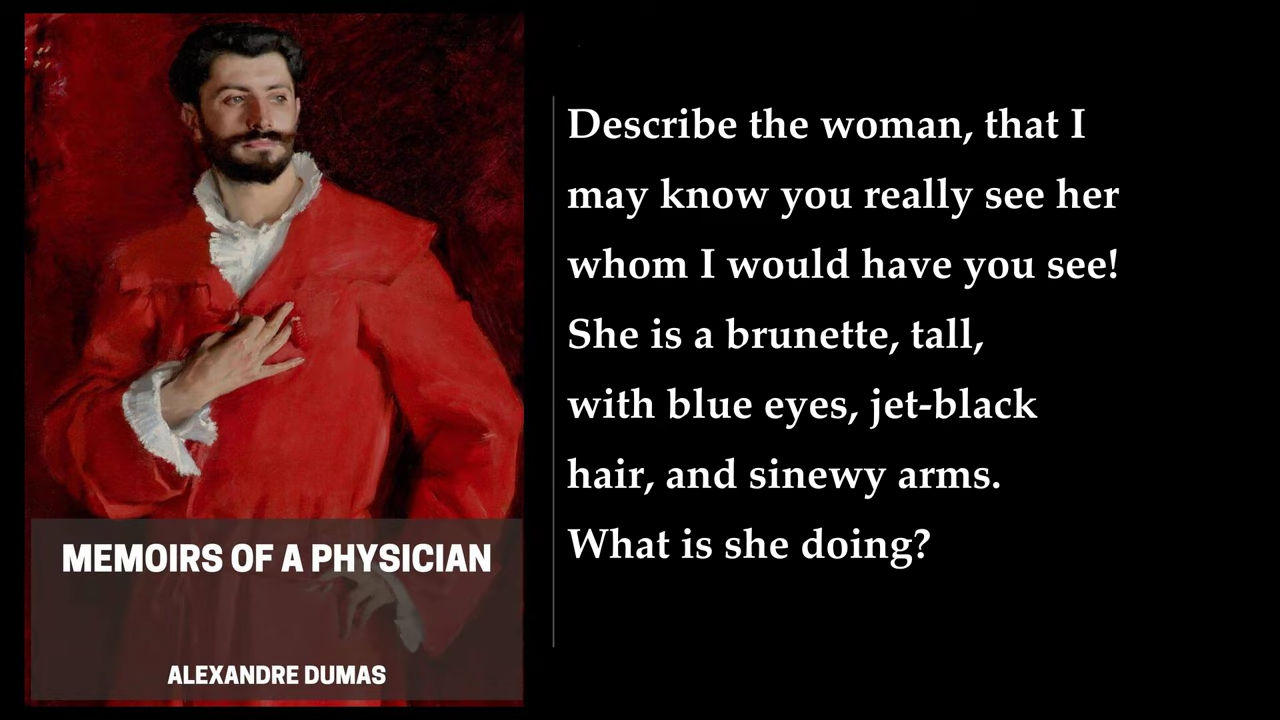 MEMOIRS OF A PHYSICIAN
ALEXANDRE DUMAS
Describe the woman, that I
may know you really see her
whom I would have you see!
She is a brunette, tall,
with blue eyes, jet-black
hair, and sinewy arms.
What is she doing?